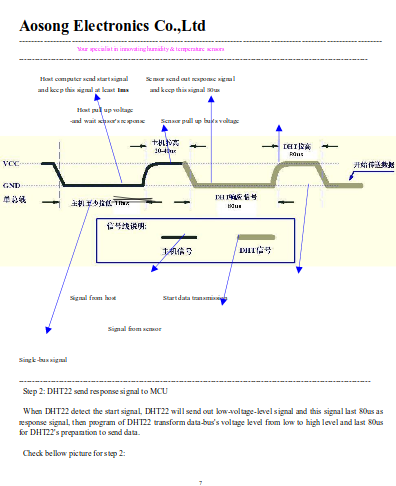 Aosong Electronics Co.,Ltd
Your specialist in innovating humidity & temperature sensors
Host computer send start signal
and keep this signal at least 1ms
Sensor send out response signal
and keep this signal 80us
Host pull up voltage
and wait sensor's response
Sensor pull up bus's voltage
主机拉高
20-40us
DHT拉高
80us
VCC
开始传送数据
GND
单总线
主机至少拉低1ms
DHT响应信号
80us
信号线说明:
主机信号
DHT信号
Signal from host
Start data transmission
Signal from sensor
Single-bus signal
Step 2: DHT22 send response signal to MCU
When DHT22 detect the start signal, DHT22 will send out low-voltage-level signal and this signal last 80us as
response signal, then program of DHT22 transform data-bus's voltage level from low to high level and last 80us
for DHT22's preparation to send data.
Check bellow picture for step 2:
7